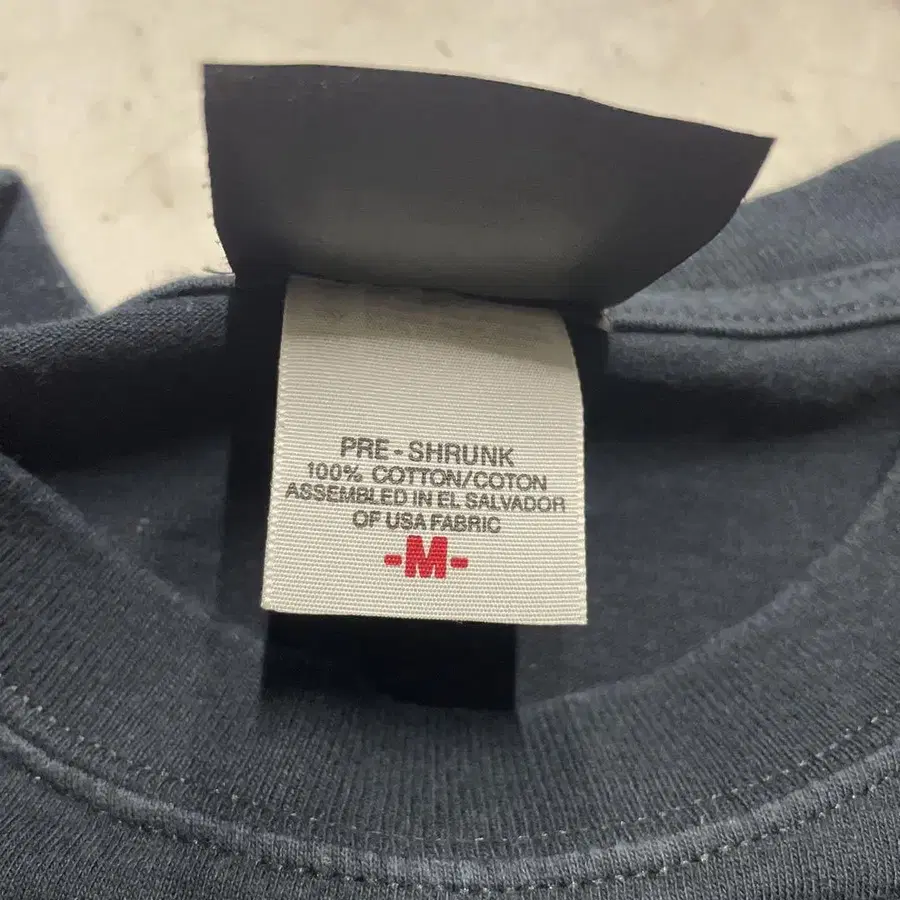 PRE - SHRUNK
100% COTTON/COTON
ASSEMBLED IN EL SALVADOR
OF USA FABRIC
-M-